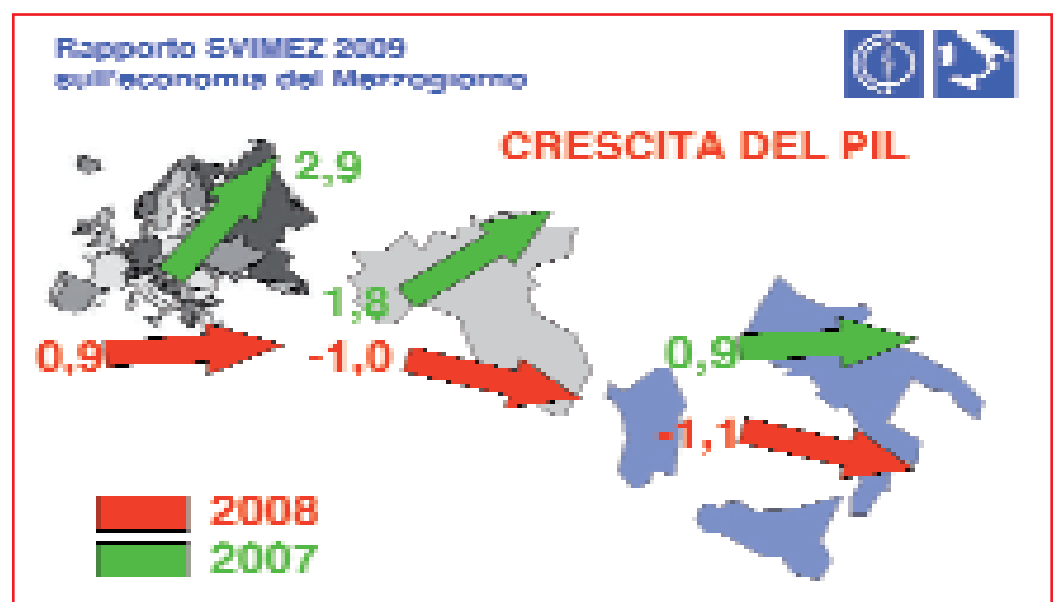 Rapporto SVIMEZ 2009
sull'economia del Mezzogiorno
CRESCITA DEL PIL
2,9
1,8
0,9
-1,0
0,9
-1,1
2008
2007